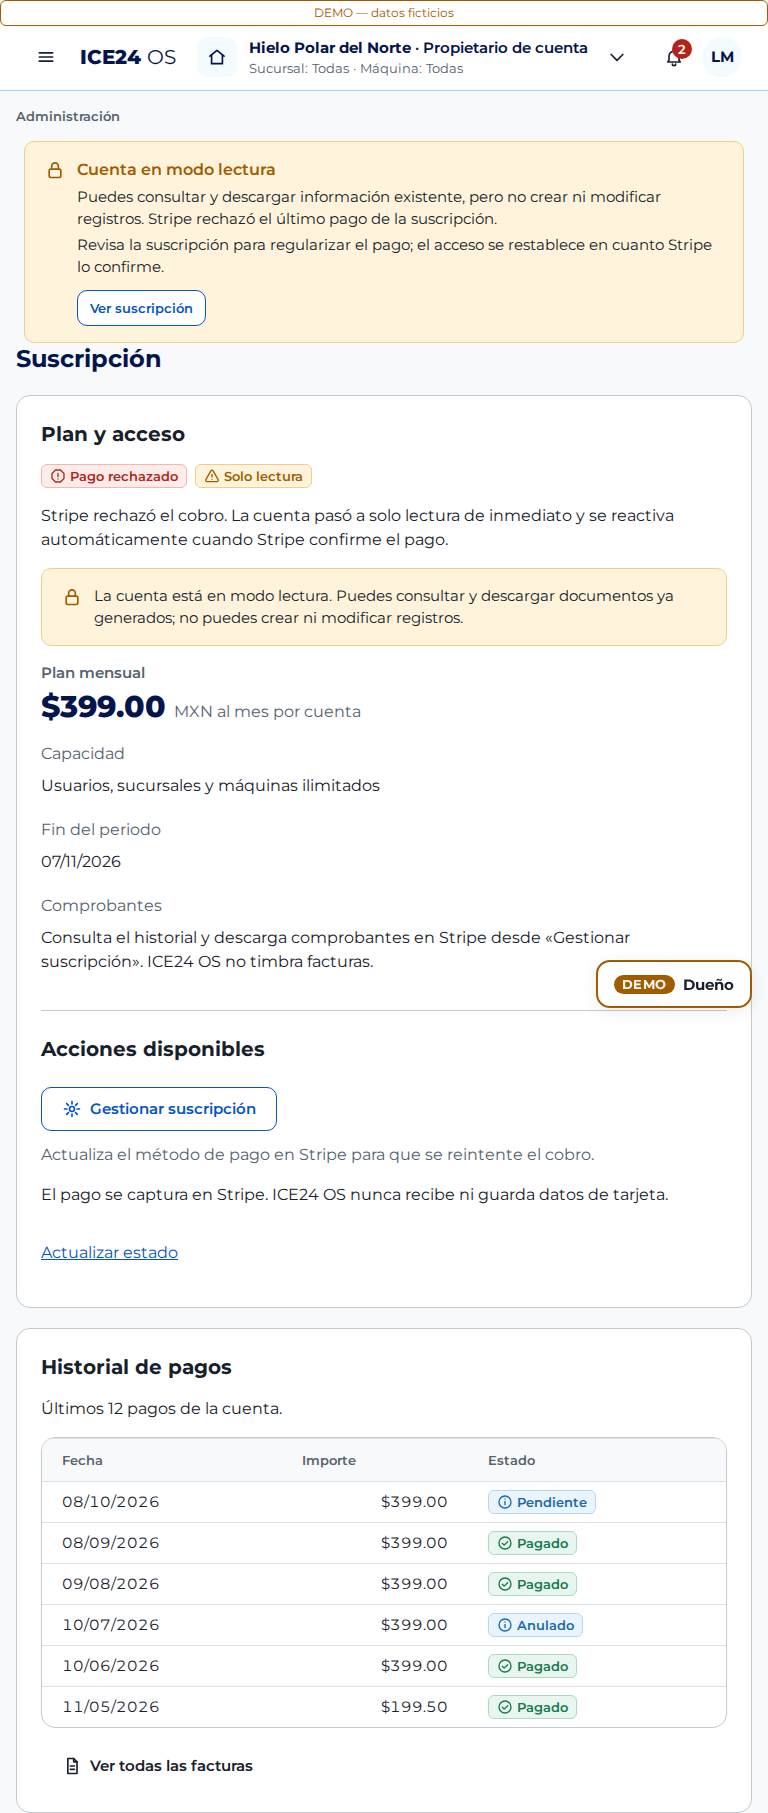 DEMO — datos ficticios
ICE24 OS
Hielo Polar del Norte · Propietario de cuenta
Sucursal: Todas · Máquina: Todas
2
LM
Administración
Cuenta en modo lectura
Puedes consultar y descargar información existente, pero no crear ni modificar
registros. Stripe rechazó el último pago de la suscripción.
Revisa la suscripción para regularizar el pago; el acceso se restablece en cuanto Stripe
lo confirme.
Ver suscripción
Suscripción
Plan y acceso
Pago rechazado
Solo lectura
Stripe rechazó el cobro. La cuenta pasó a solo lectura de inmediato y se reactiva
automáticamente cuando Stripe confirme el pago.
La cuenta está en modo lectura. Puedes consultar y descargar documentos ya
generados; no puedes crear ni modificar registros.
Plan mensual
$399.00 MXN al mes por cuenta
Capacidad
Usuarios, sucursales y máquinas ilimitados
Fin del periodo
07/11/2026
Comprobantes
Consulta el historial y descarga comprobantes en Stripe desde «Gestionar
suscripción». ICE24 OS no timbra facturas.
DEMO Dueño
Acciones disponibles
Gestionar suscripción
Actualiza el método de pago en Stripe para que se reintente el cobro.
El pago se captura en Stripe. ICE24 OS nunca recibe ni guarda datos de tarjeta.
Actualizar estado
Historial de pagos
Últimos 12 pagos de la cuenta.
Fecha Importe Estado
08/10/2026 $399.00 Pendiente
08/09/2026 $399.00 Pagado
09/08/2026 $399.00 Pagado
10/07/2026 $399.00 Anulado
10/06/2026 $399.00 Pagado
11/05/2026 $199.50 Pagado
Ver todas las facturas